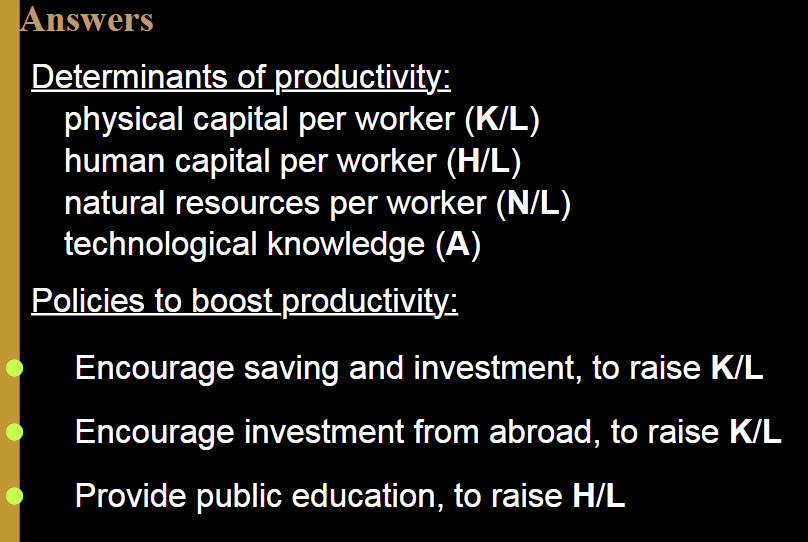 Answers
Determinants of productivity:
physical capital per worker (K/L)
human capital per worker (H/L)
natural resources per worker (N/L)
technological knowledge (A)
Policies to boost productivity:
Encourage saving and investment, to raise K/L
Encourage investment from abroad, to raise K/L
Provide public education, to raise H/L